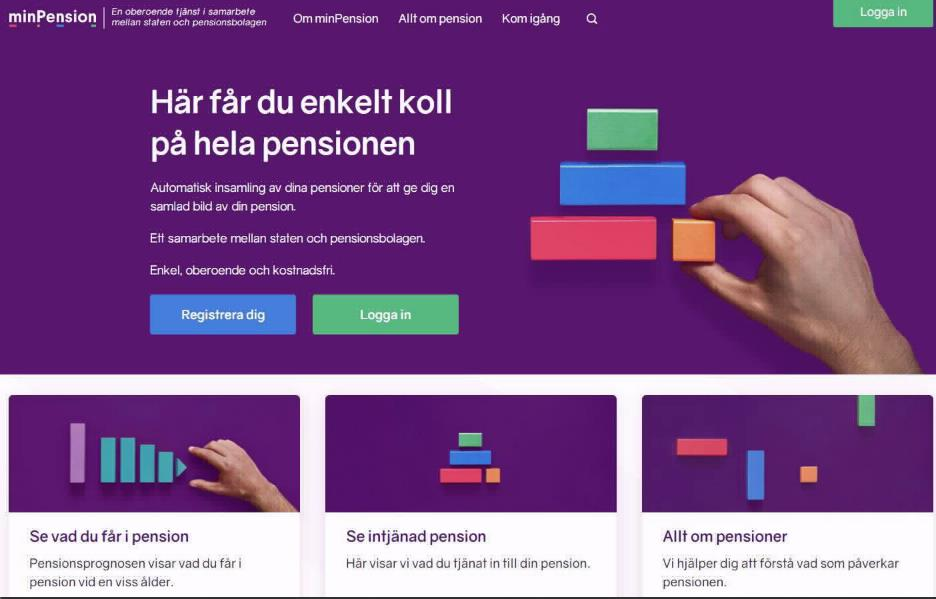 minPension
En oberoende tjänst i samarbete
mellan staten och pensionsbolagen
Om minPension
Allt om pension
Kom igång
Logga in
Här får du enkelt koll
på hela pensionen
Automatisk insamling av dina pensioner för att ge dig en
samlad bild av din pension.
Ett samarbete mellan staten och pensionsbolagen.
Enkel, oberoende och kostnadsfri.
Registrera dig
Logga in
Se vad du får i pension
Pensionsprognosen visar vad du får i
pension vid en viss ålder.
Se intjänad pension
Här visar vi vad du tjänat in till din pension.
Allt om pensioner
Vi hjälper dig att förstå vad som påverkar
pensionen.